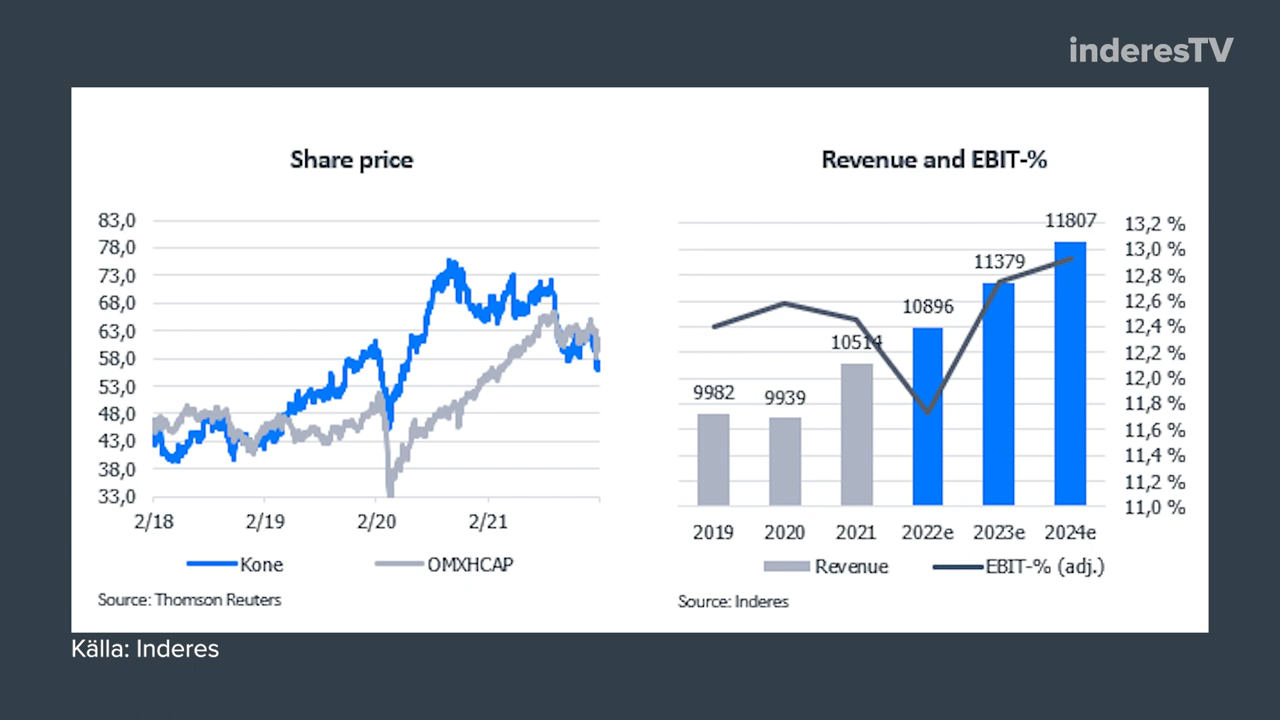 inderesTV
Share price
83,0
78,0
73,0
68,0
63,0
58,0
53,0
48,0
43,0
38,0
33,0
2/18 2/19 2/20 2/21
Kone OMXHCAP
Source: Thomson Reuters
Revenue and EBIT-%
9982 9939 10514 10896 11379 11807
13,2 %
13,0 %
12,8 %
12,6 %
12,4 %
12,2 %
12,0 %
11,8 %
11,6 %
11,4 %
11,2 %
11,0 %
2019 2020 2021 2022e 2023e 2024e
Revenue EBIT-% (adj.)
Source: Inderes
Källa: Inderes